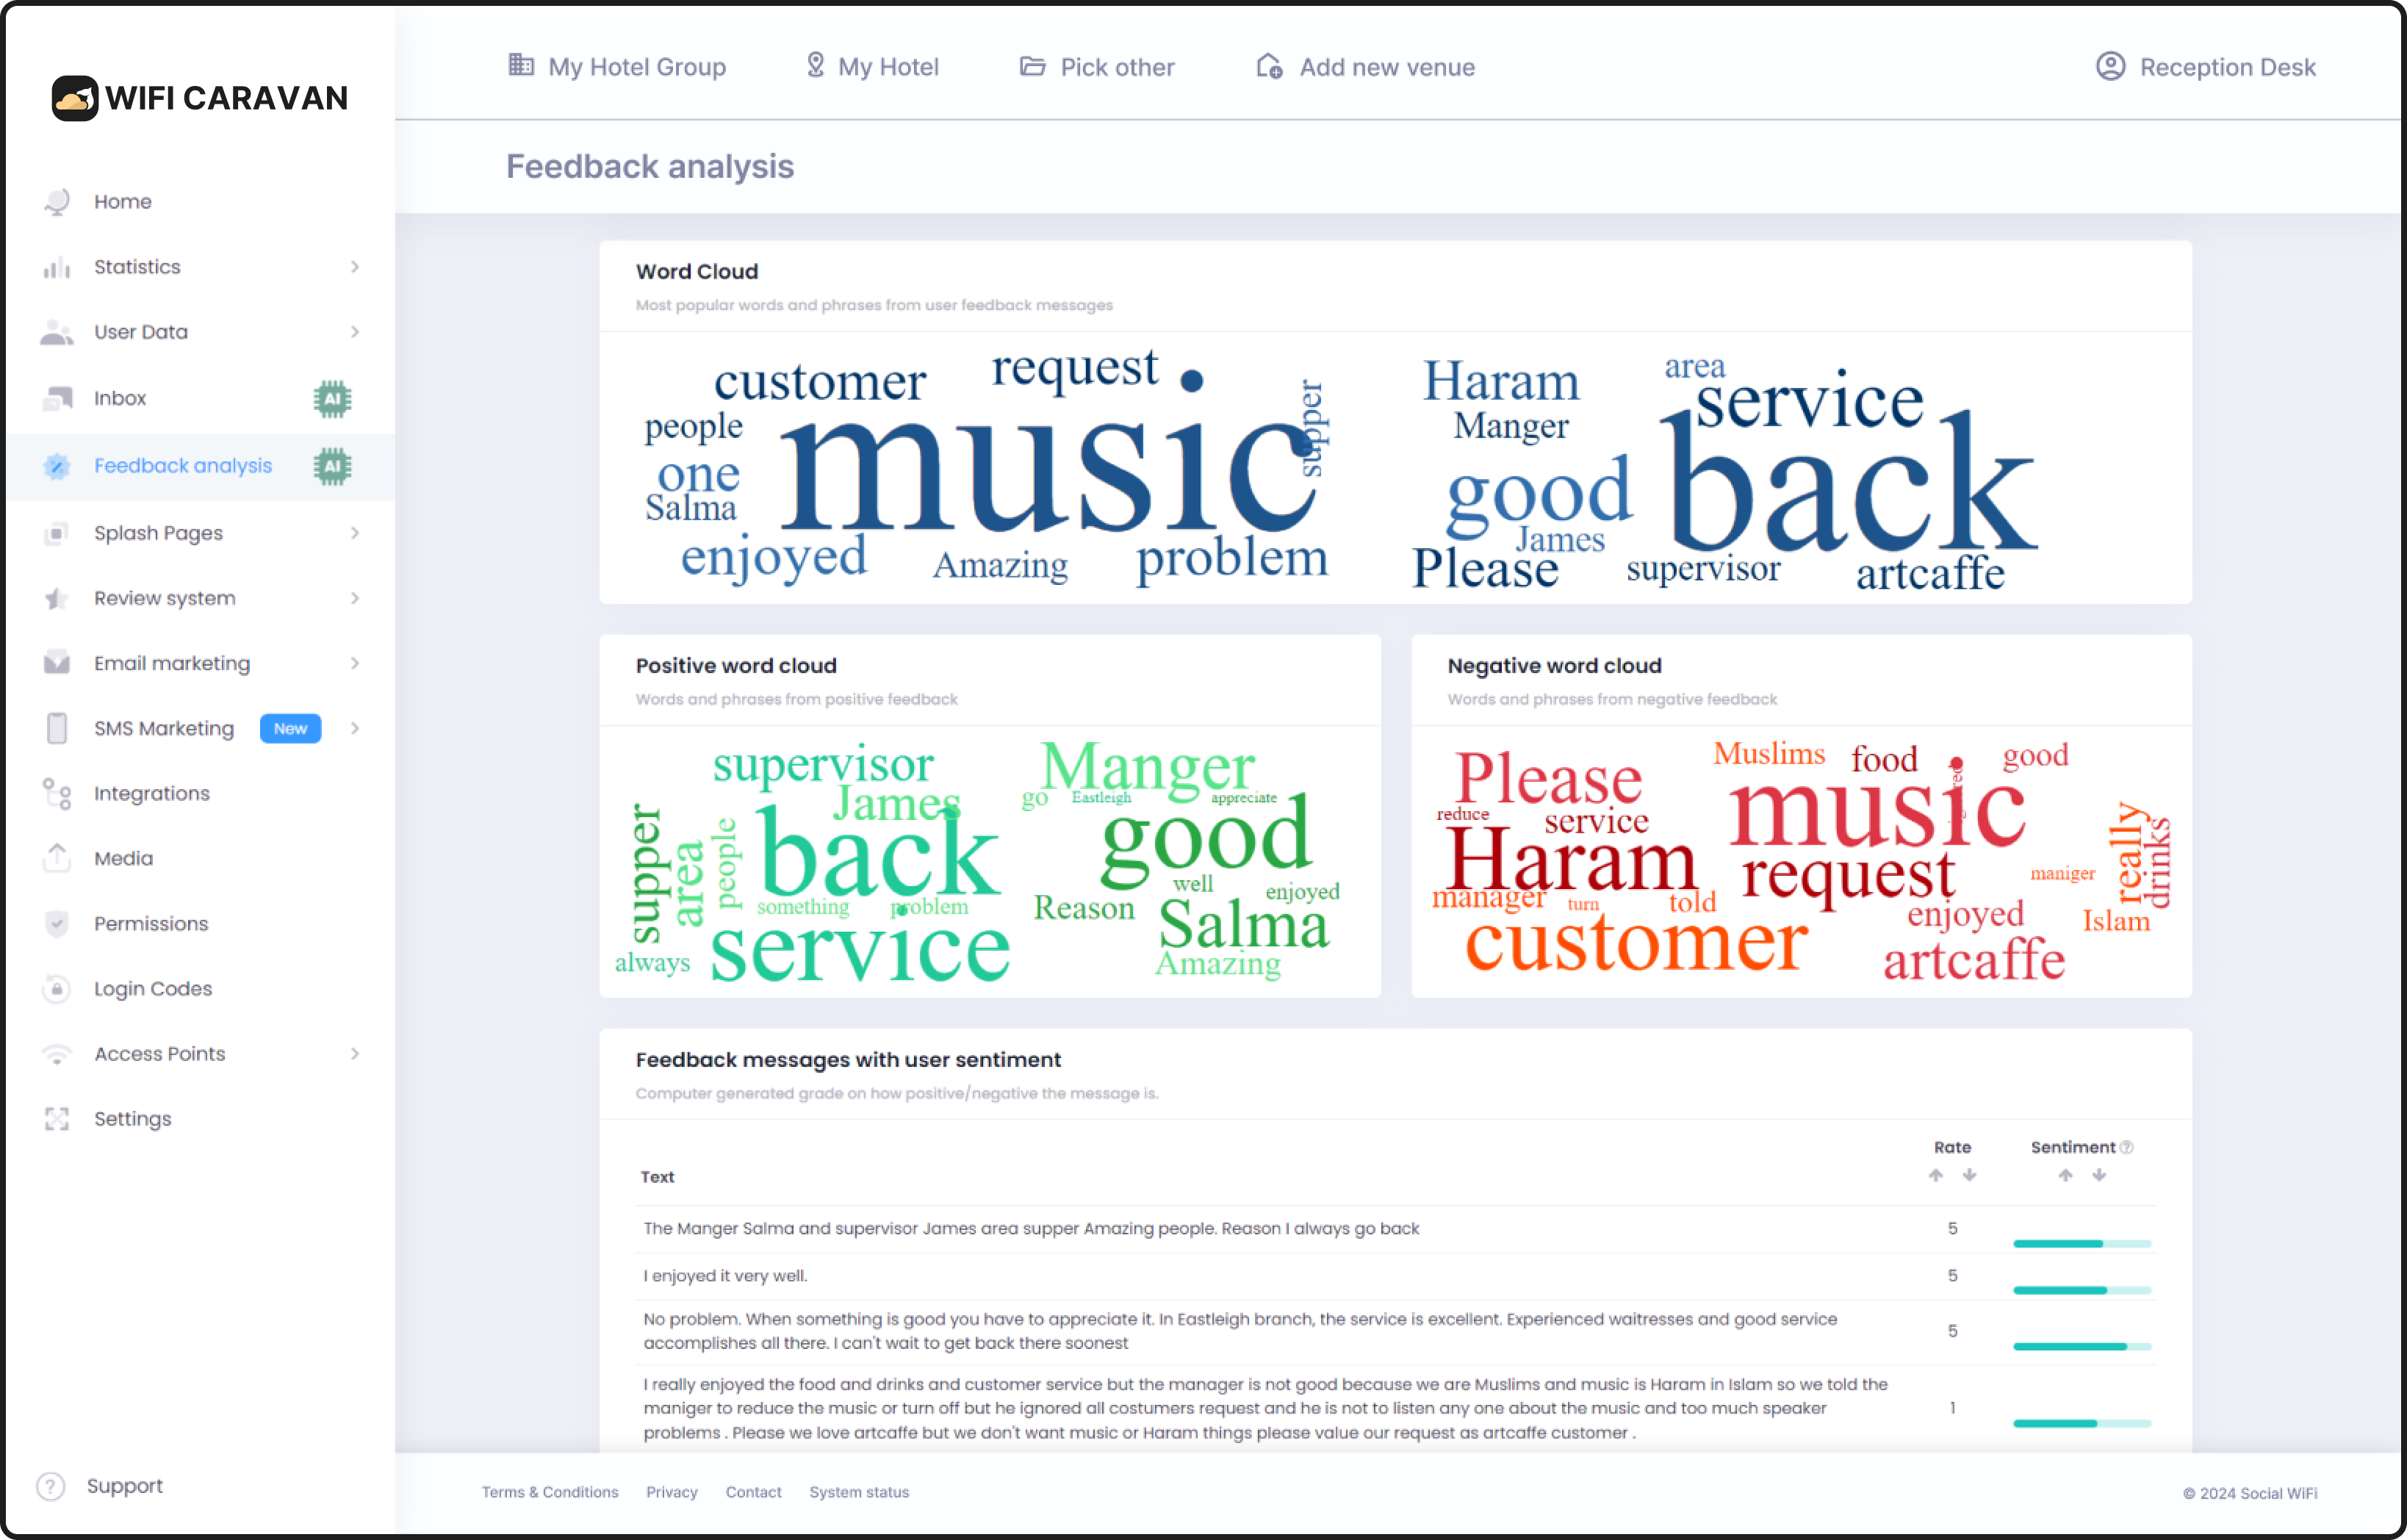 WIFI CARAVAN
Home
Statistics
User Data
Inbox
AI
Feedback analysis
AI
Splash Pages
Review system
Email marketing
SMS Marketing
New
Integrations
Media
Permissions
Login Codes
Access Points
Settings
Support
My Hotel Group
My Hotel
Pick other
Add new venue
Reception Desk
Feedback analysis
Word Cloud
Most popular words and phrases from user feedback messages
customer
request
supper
people
music
one
Salma
enjoyed
Amazing
problem
Haram
area
service
Manger
back
good
James
Please
supervisor
artcaffe
Positive word cloud
Words and phrases from positive feedback
supervisor
Manger
James
go
Eastleigh
appreciate
supper
area
people
back
good
well
enjoyed
something
problem
Reason
Salma
service
always
Amazing
Negative word cloud
Words and phrases from negative feedback
Please
Muslims
food
good
music
reduce
service
Haram
request
really
drinks
maniger
manager
turn
told
enjoyed
Islam
customer
artcaffe
Feedback messages with user sentiment
Computer generated grade on how positive/negative the message is.
Text
Rate
Sentiment
The Manger Salma and supervisor James area supper Amazing people. Reason I always go back
5
I enjoyed it very well.
5
No problem. When something is good you have to appreciate it. In Eastleigh branch, the service is excellent. Experienced waitresses and good service
accomplishes all there. I can't wait to get back there soonest
5
I really enjoyed the food and drinks and customer service but the manager is not good because we are Muslims and music is Haram in Islam so we told the
maniger to reduce the music or turn off but he ignored all costumers request and he is not to listen any one about the music and too much speaker
problems . Please we love artcaffe but we don't want music or Haram things please value our request as artcaffe customer .
1
Terms & Conditions
Privacy
Contact
System status
© 2024 Social WiFi